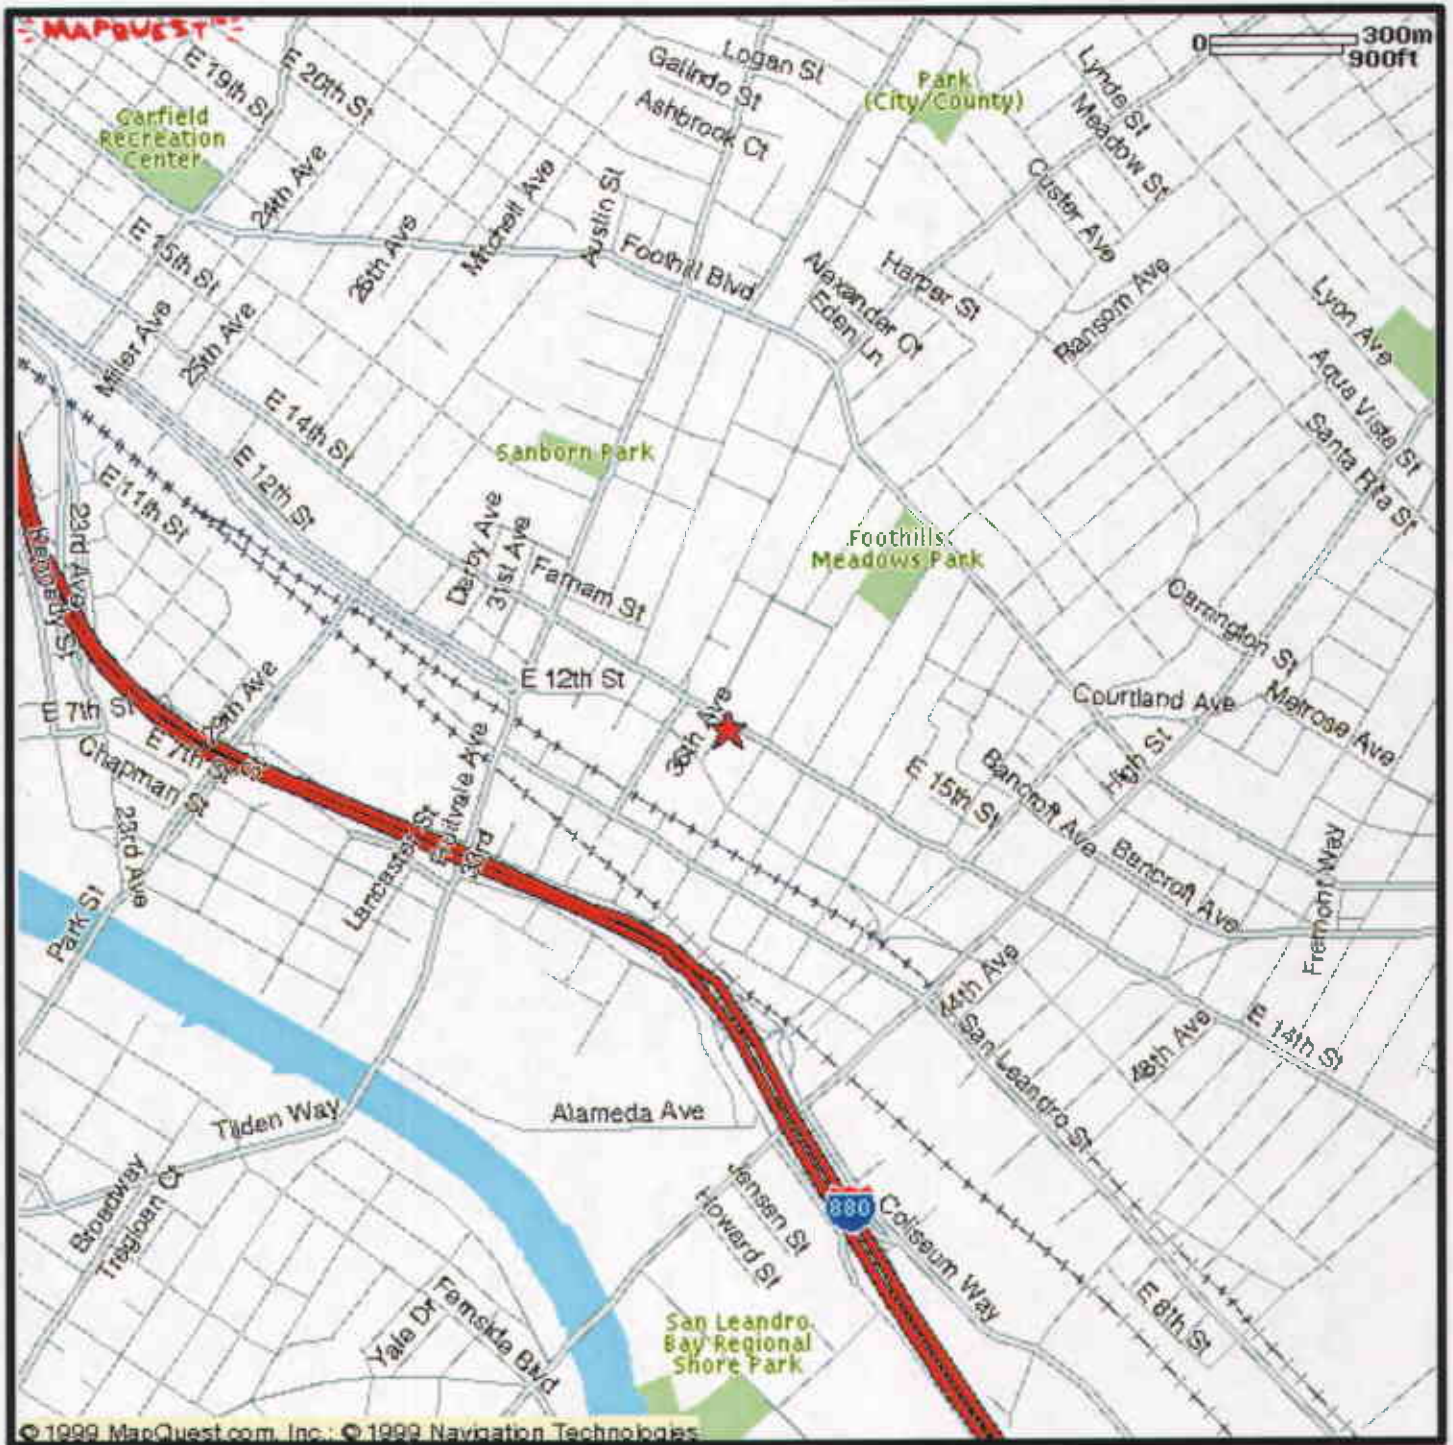 MAPQUEST
0 300m
900ft
Logan St
Galindo St
Ashbrook Ct
Park
(City/County)
Lynde St
Meadow St
Custer Ave
E 19th St
E 20th St
Garfield
Recreation
Center
24th Ave
E 15th St
26th Ave
Mitchell Ave
Austin St
Foothill Blvd
Alexander Ct
Eden Ln
Harper St
Ransom Ave
Lyon Ave
Aqua Vista St
Santa Rita St
Miller Ave
25th Ave
E 14th St
E 12th St
E 11th St
Sanborn Park
23rd Ave
Kennedy St
Derby Ave
31st Ave
Farnam St
Foothills
Meadows Park
Carrington St
E 12th St
36th Ave
Courtland Ave
Melrose Ave
High St
E 7th St
29th Ave
E 7th St
Chapman St
23rd Ave
Fruitvale Ave
Lancaster St
33rd
E 15th St
Bancroft Ave
Bancroft Ave
Fremont Way
Park St
44th Ave
San Leandro St
48th Ave
E 14th St
Tilden Way
Alameda Ave
Broadway
Tregloan Ct
Jensen St
Howard St
880
Coliseum Way
E 8th St
Yale Dr
Fernside Blvd
San Leandro
Bay Regional
Shore Park
© 1999 MapQuest.com, Inc.; © 1999 Navigation Technologies